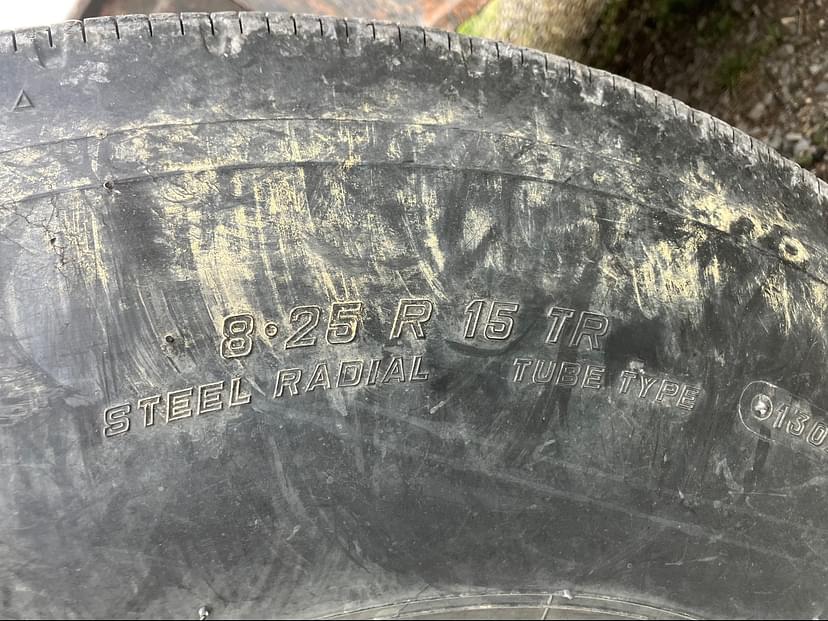 8·25 R 15 TR
STEEL RADIAL TUBE TYPE
130